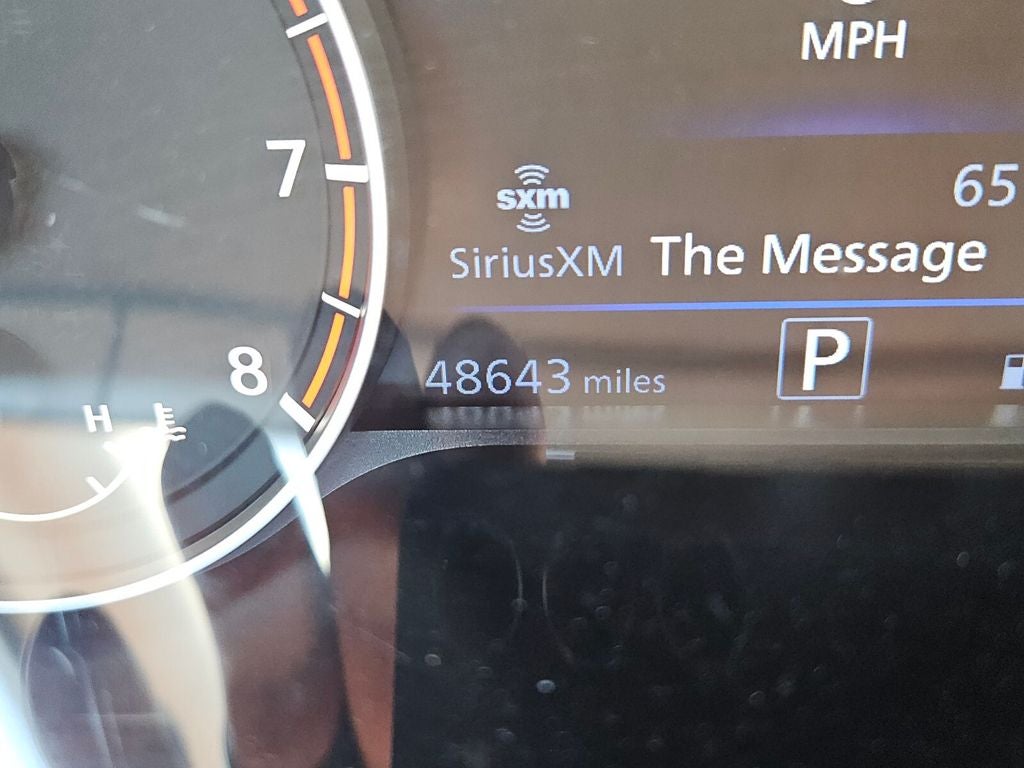 MPH
7
sxm
65
SiriusXM The Message
8
48643 miles
P
H